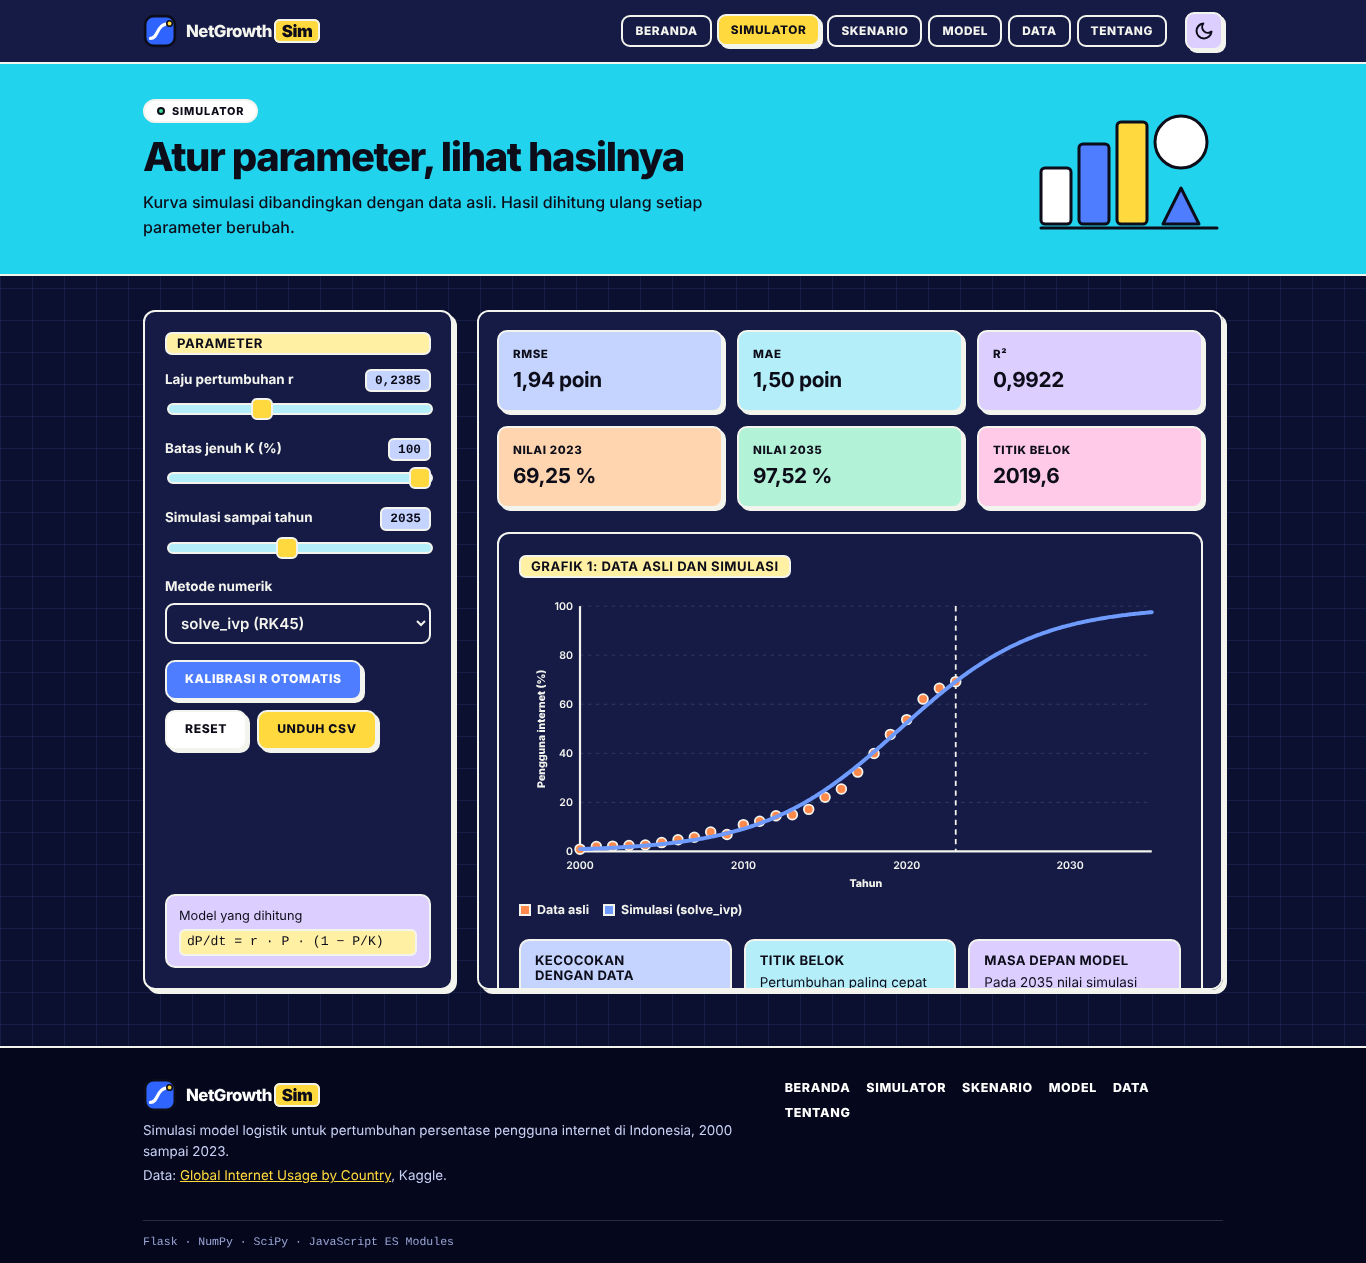 NetGrowth Sim
BERANDA
SIMULATOR
SKENARIO
MODEL
DATA
TENTANG
SIMULATOR
Atur parameter, lihat hasilnya
Kurva simulasi dibandingkan dengan data asli. Hasil dihitung ulang setiap
parameter berubah.
PARAMETER
Laju pertumbuhan r
0,2385
Batas jenuh K (%)
100
Simulasi sampai tahun
2035
Metode numerik
solve_ivp (RK45)
KALIBRASI R OTOMATIS
RESET
UNDUH CSV
Model yang dihitung
dP/dt = r · P · (1 − P/K)
RMSE
1,94 poin
MAE
1,50 poin
R²
0,9922
NILAI 2023
69,25 %
NILAI 2035
97,52 %
TITIK BELOK
2019,6
GRAFIK 1: DATA ASLI DAN SIMULASI
100
80
60
40
20
0
Pengguna internet (%)
2000
2010
2020
2030
Tahun
Data asli
Simulasi (solve_ivp)
KECOCOKAN
DENGAN DATA
TITIK BELOK
Pertumbuhan paling cepat
MASA DEPAN MODEL
Pada 2035 nilai simulasi
NetGrowth Sim
Simulasi model logistik untuk pertumbuhan persentase pengguna internet di Indonesia, 2000
sampai 2023.
Data: Global Internet Usage by Country, Kaggle.
BERANDA
SIMULATOR
SKENARIO
MODEL
DATA
TENTANG
Flask · NumPy · SciPy · JavaScript ES Modules